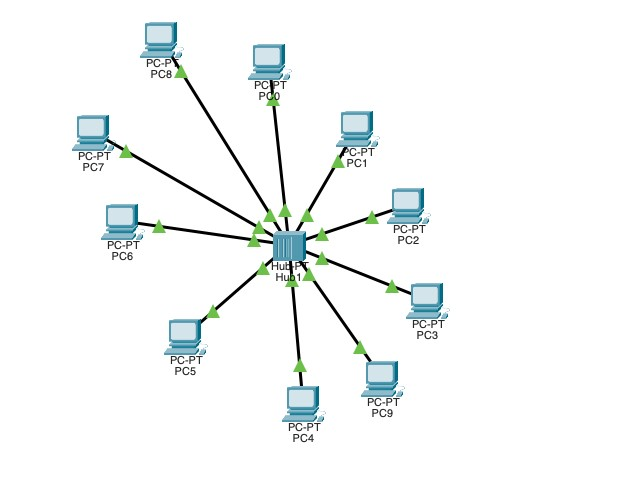 PC-PT
PC8
PC-PT
PC0
PC-PT
PC1
PC-PT
PC7
PC-PT
PC2
PC-PT
PC6
Hub-PT
Hub1
PC-PT
PC3
PC-PT
PC5
PC-PT
PC9
PC-PT
PC4